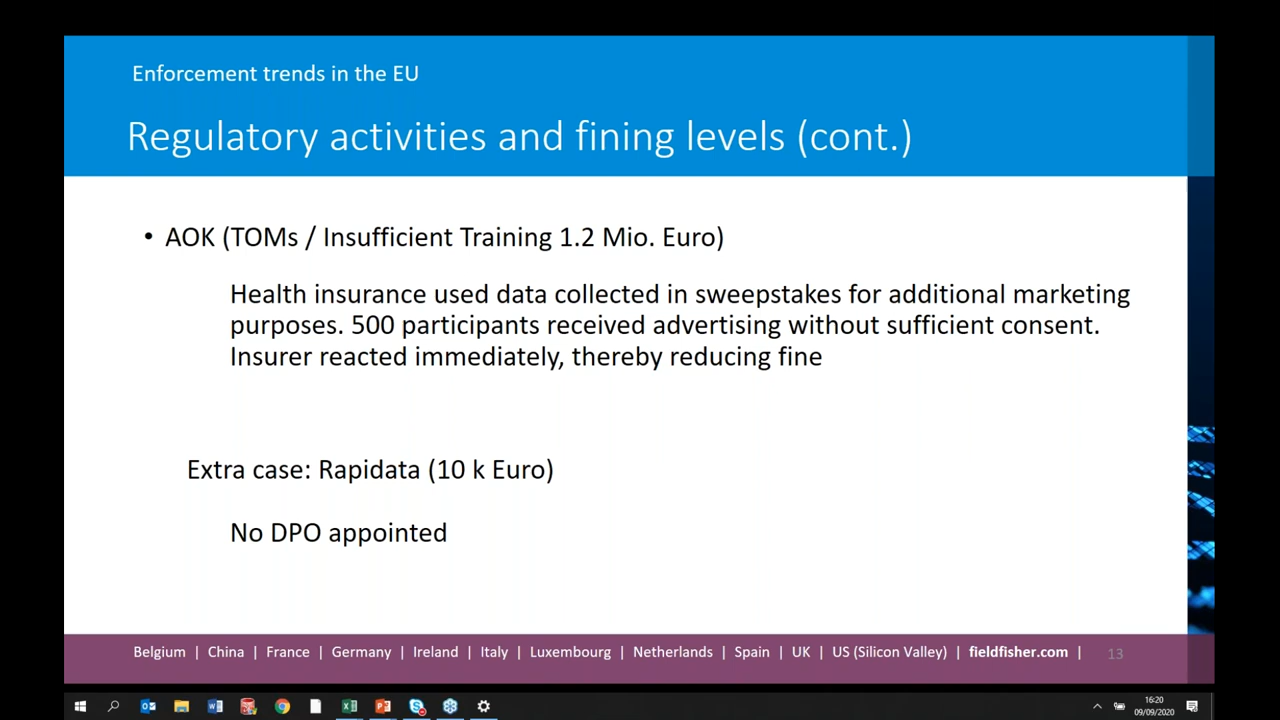 Enforcement trends in the EU
Regulatory activities and fining levels (cont.)
• AOK (TOMs / Insufficient Training 1.2 Mio. Euro)
Health insurance used data collected in sweepstakes for additional marketing
purposes. 500 participants received advertising without sufficient consent.
Insurer reacted immediately, thereby reducing fine
Extra case: Rapidata (10 k Euro)
No DPO appointed
Belgium | China | France | Germany | Ireland | Italy | Luxembourg | Netherlands | Spain | UK | US (Silicon Valley) | fieldfisher.com | 13
16:20
09/09/2020